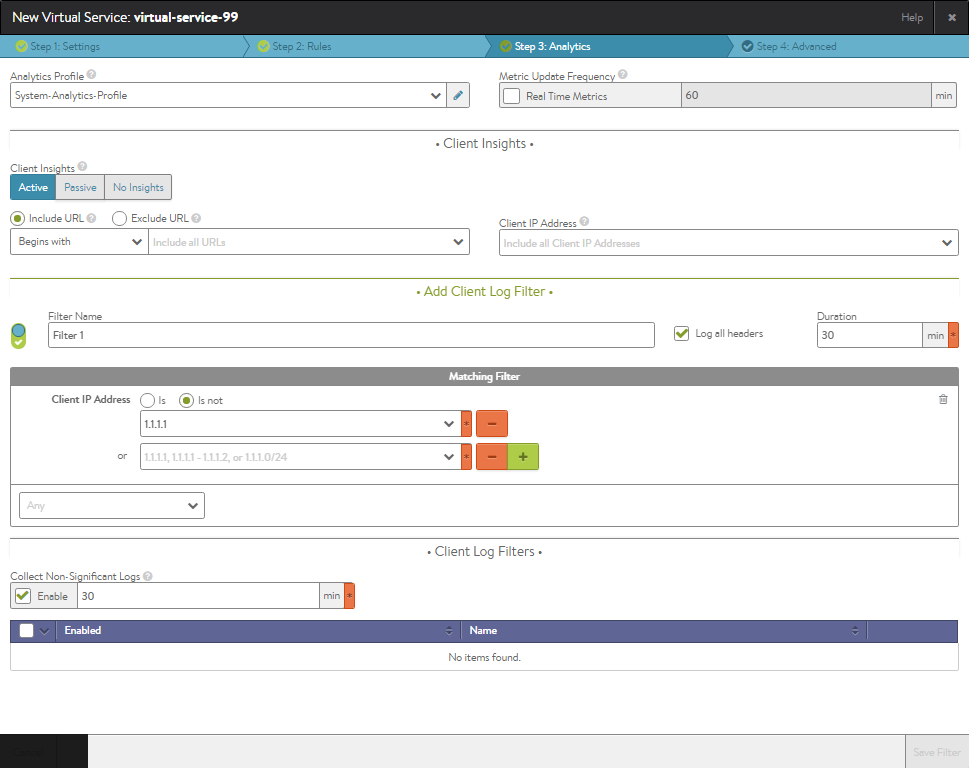 New Virtual Service: virtual-service-99
Help
Step 1: Settings
Step 2: Rules
Step 3: Analytics
Step 4: Advanced
Analytics Profile
Metric Update Frequency
System-Analytics-Profile
Real Time Metrics
60
min
• Client Insights •
Client Insights
Active
Passive
No Insights
Include URL
Exclude URL
Client IP Address
Begins with
Include all URLs
Include all Client IP Addresses
• Add Client Log Filter •
Filter Name
Duration
Filter 1
Log all headers
30
min
*
Matching Filter
Client IP Address
Is
Is not
1.1.1.1
*
or
1.1.1.1, 1.1.1.1 - 1.1.1.2, or 1.1.1.0/24
*
Any
• Client Log Filters •
Collect Non-Significant Logs
Enable
30
min
*
Enabled
Name
No items found.
Save Filter